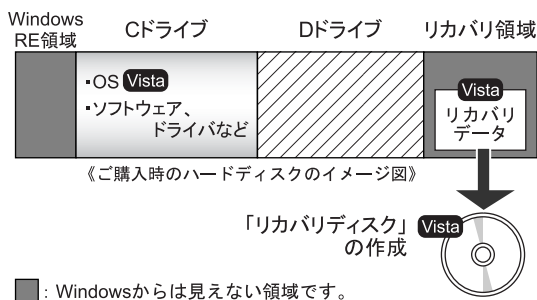 Windows
RE領域
Cドライブ
Dドライブ
リカバリ領域
・OS Vista
・ソフトウェア、
ドライバなど
Vista
リカバリ
データ
《ご購入時のハードディスクのイメージ図》
「リカバリディスク」
の作成
Vista
：Windowsからは見えない領域です。